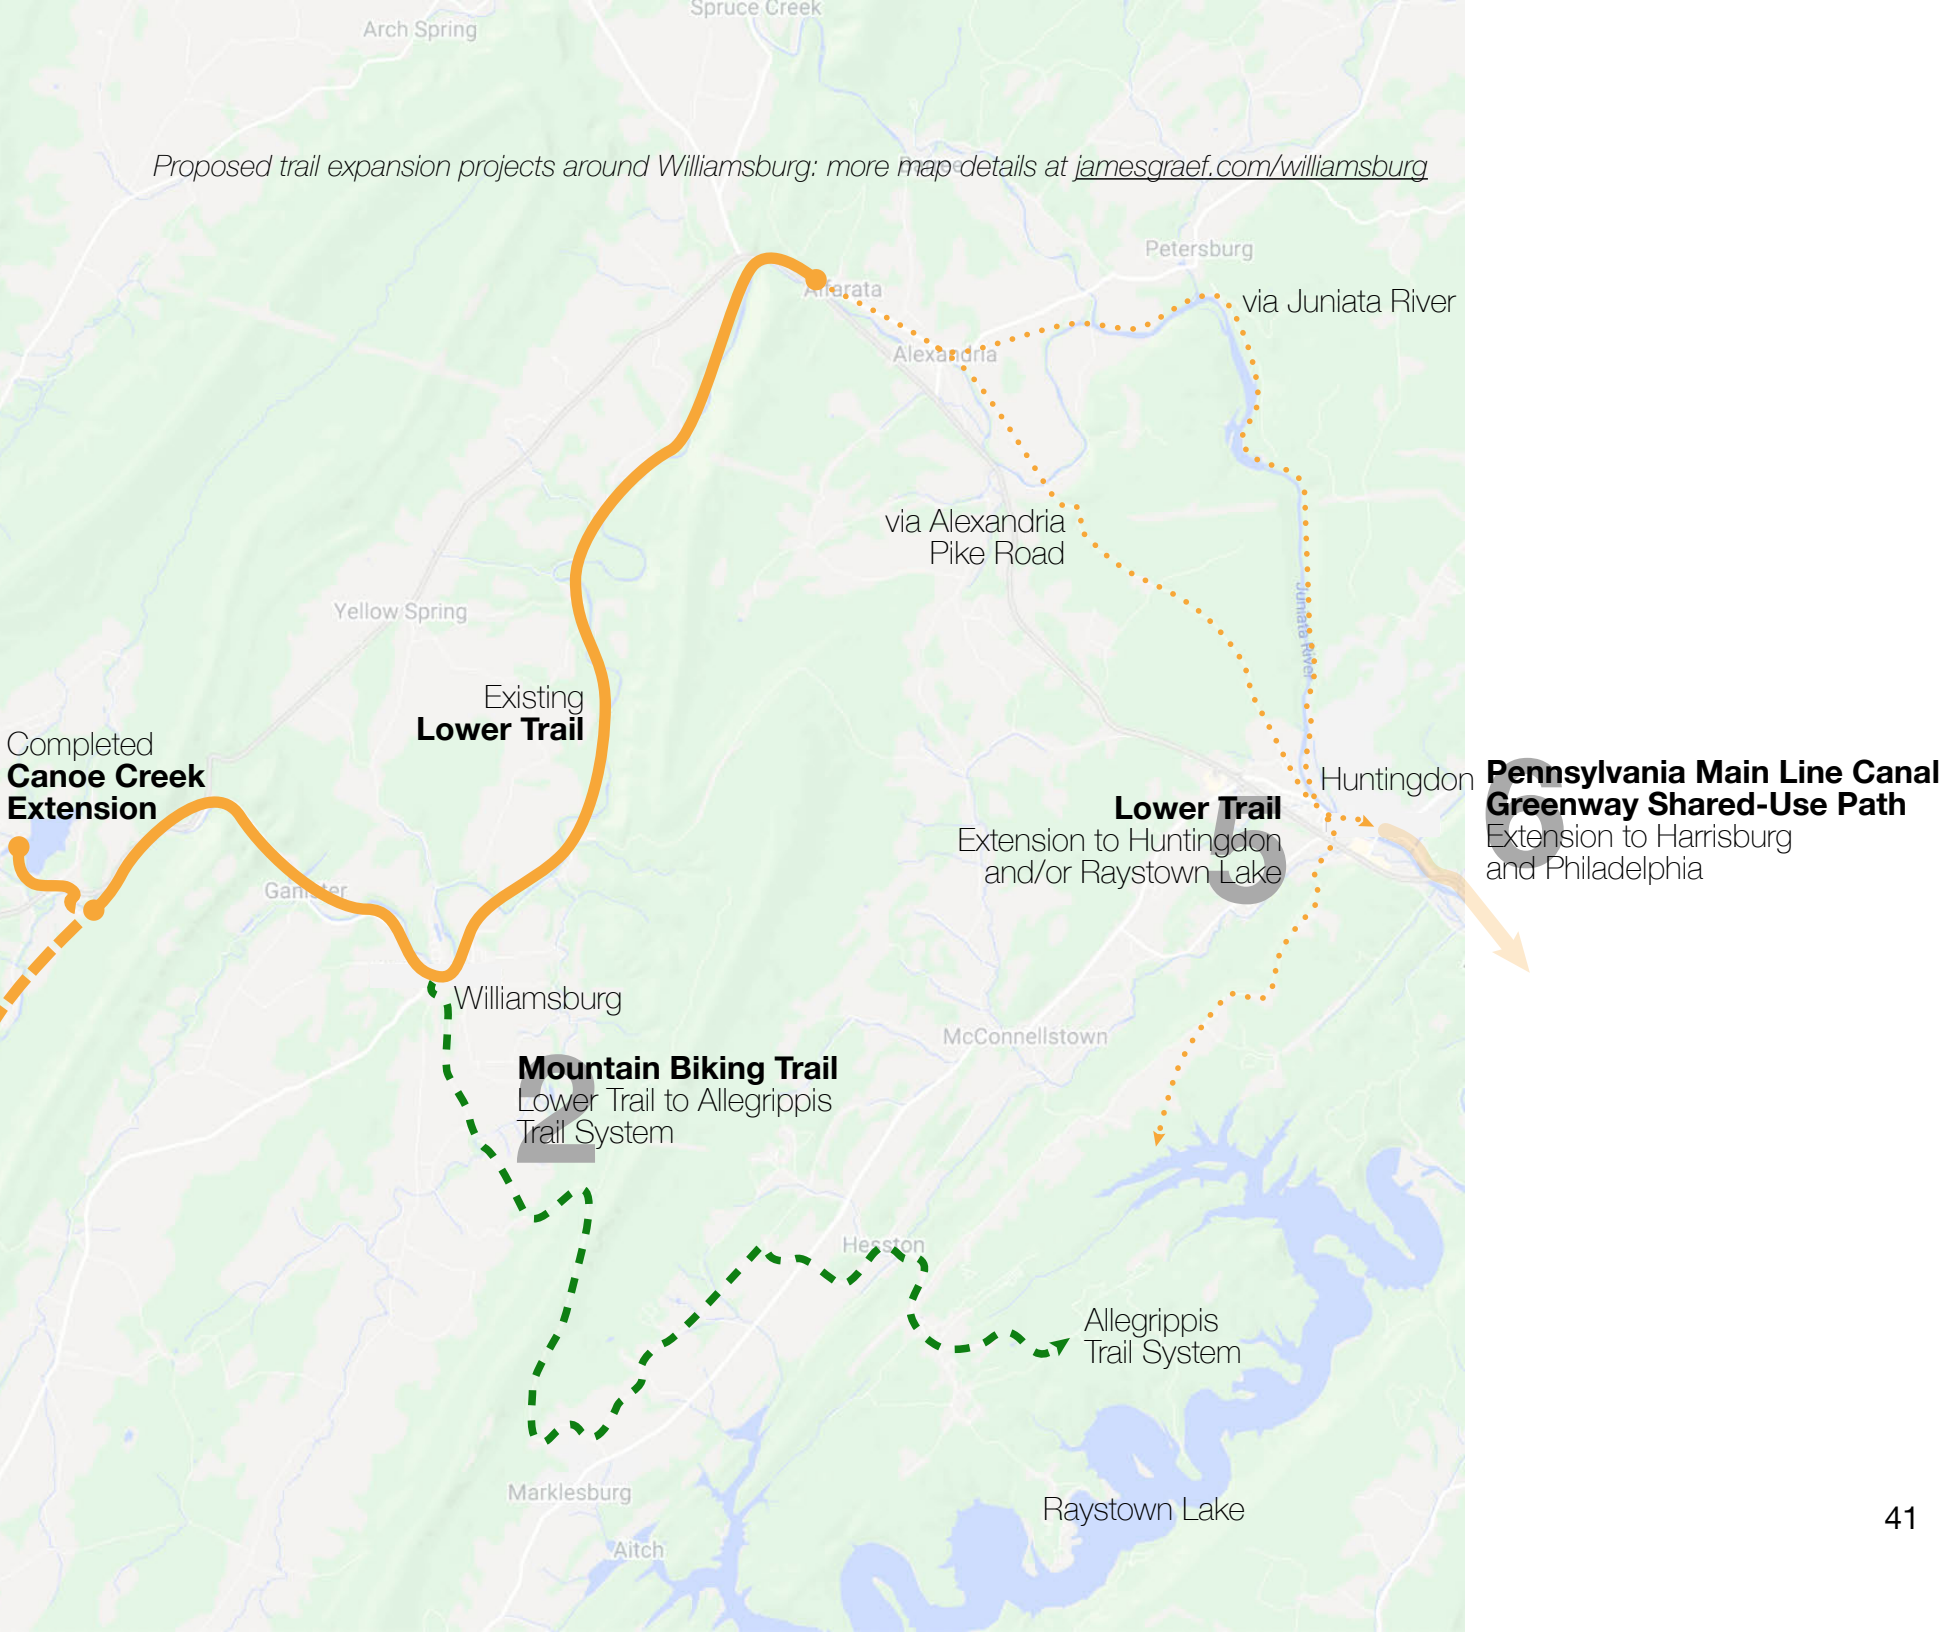 Spruce Creek
Arch Spring
Proposed trail expansion projects around Williamsburg: more map details at jamesgraef.com/williamsburg
Petersburg
Alfarata
via Juniata River
Alexandria
via Alexandria
Pike Road
Juniata River
Yellow Spring
Existing
Lower Trail
Completed
Canoe Creek
Extension
Huntingdon
6
Pennsylvania Main Line Canal
Greenway Shared-Use Path
Extension to Harrisburg
and Philadelphia
5
Lower Trail
Extension to Huntingdon
and/or Raystown Lake
Ganister
Williamsburg
McConnellstown
2
Mountain Biking Trail
Lower Trail to Allegrippis
Trail System
Hesston
Allegrippis
Trail System
Marklesburg
Raystown Lake
Aitch
41